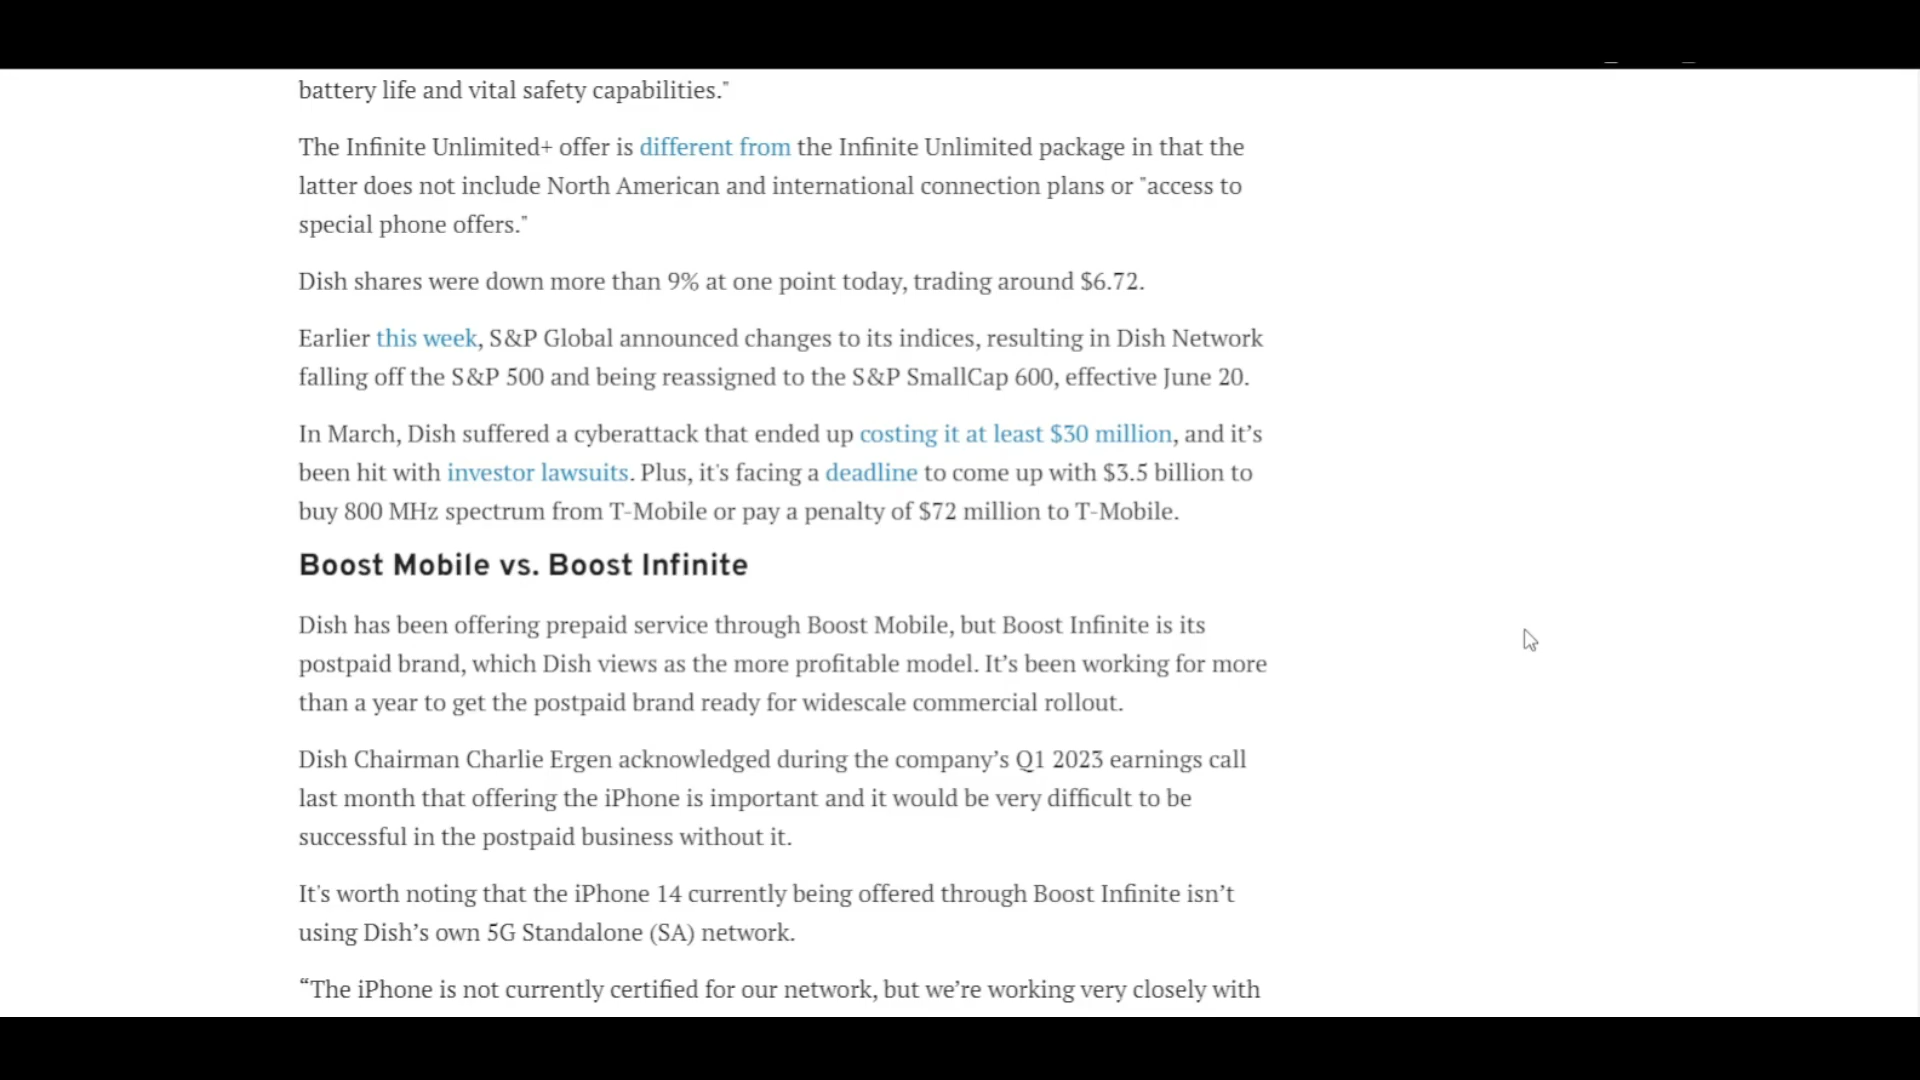 battery life and vital safety capabilities."
The Infinite Unlimited+ offer is different from the Infinite Unlimited package in that the
latter does not include North American and international connection plans or "access to
special phone offers."
Dish shares were down more than 9% at one point today, trading around $6.72.
Earlier this week, S&P Global announced changes to its indices, resulting in Dish Network
falling off the S&P 500 and being reassigned to the S&P SmallCap 600, effective June 20.
In March, Dish suffered a cyberattack that ended up costing it at least $30 million, and it’s
been hit with investor lawsuits. Plus, it's facing a deadline to come up with $3.5 billion to
buy 800 MHz spectrum from T-Mobile or pay a penalty of $72 million to T-Mobile.
Boost Mobile vs. Boost Infinite
Dish has been offering prepaid service through Boost Mobile, but Boost Infinite is its
postpaid brand, which Dish views as the more profitable model. It’s been working for more
than a year to get the postpaid brand ready for widescale commercial rollout.
Dish Chairman Charlie Ergen acknowledged during the company’s Q1 2023 earnings call
last month that offering the iPhone is important and it would be very difficult to be
successful in the postpaid business without it.
It's worth noting that the iPhone 14 currently being offered through Boost Infinite isn’t
using Dish’s own 5G Standalone (SA) network.
“The iPhone is not currently certified for our network, but we’re working very closely with